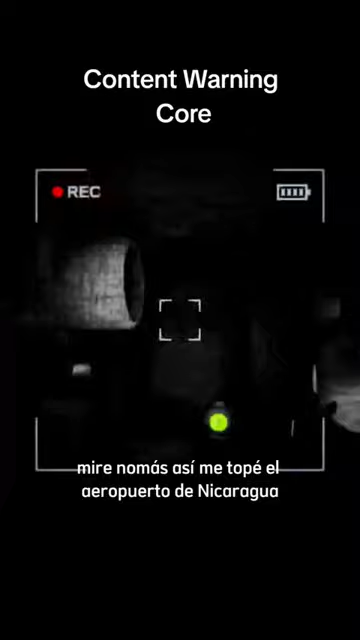 Content Warning
Core
REC
mire nomás así me topé el
aeropuerto de Nicaragua